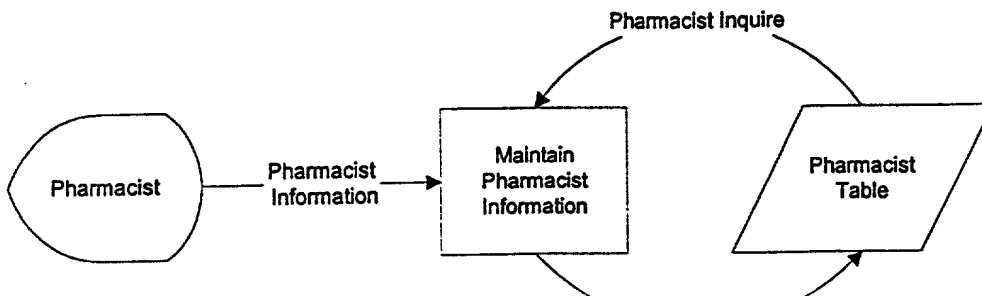 Pharmacist Inquire
Pharmacist
Pharmacist
Information
Maintain
Pharmacist
Information
Pharmacist
Table